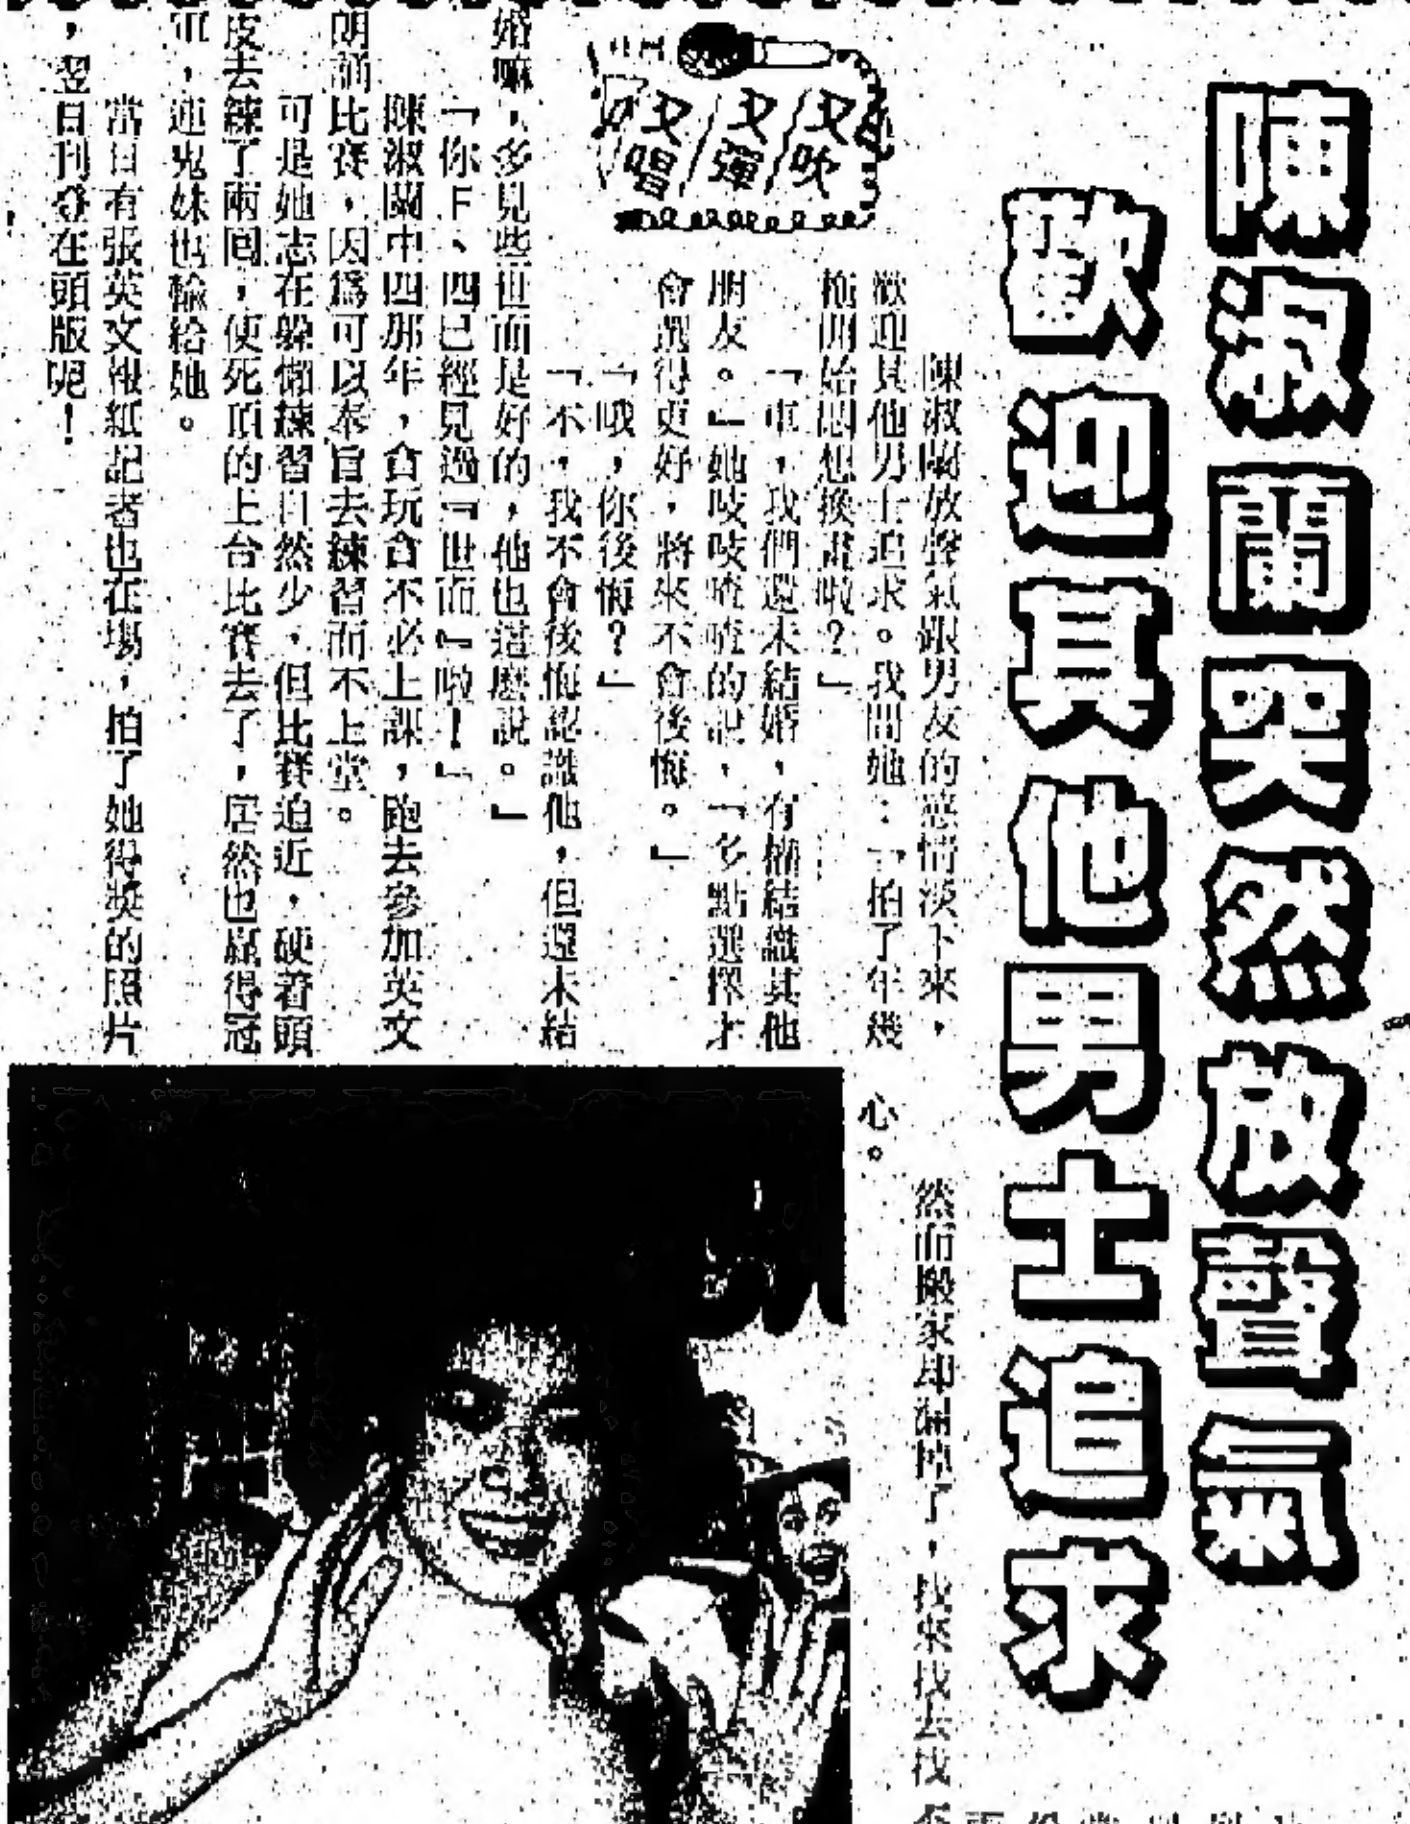 陳淑蘭突然放聲氣
歡迎其他男士追求
又吹
又彈
又唱
陳淑蘭放聲氣跟男友的戀情淡下來，
歡迎其他男士追求。我問她：「拍了年幾
拖開始思想換畫啦？」
「車，我們還未結婚，有權結識其他
朋友。」她吱吱喳喳的說，「多點選擇才
會選得更好，將來不會後悔。」
「哦，你後悔？」
「不，我不會後悔認識他，但還未結
婚嘛，多見些世面是好的，他也這麼說。」
「你F、四已經見過『世面』啦！」
陳淑蘭中四那年，貪玩貪不必上課，跑去參加英文
朗誦比賽，因爲可以奉旨去練習而不上堂。
可是她志在躲懶練習自然少，但比賽迫近，硬着頭
皮去練了兩囘，使死頂的上台比賽去了，居然也贏得冠
軍，連鬼妹也輸給她。
當日有張英文報紙記者也在場，拍了她得獎的照片
，翌日刊登在頭版呢！
心。
然而搬家却漏掉了，找來找去找